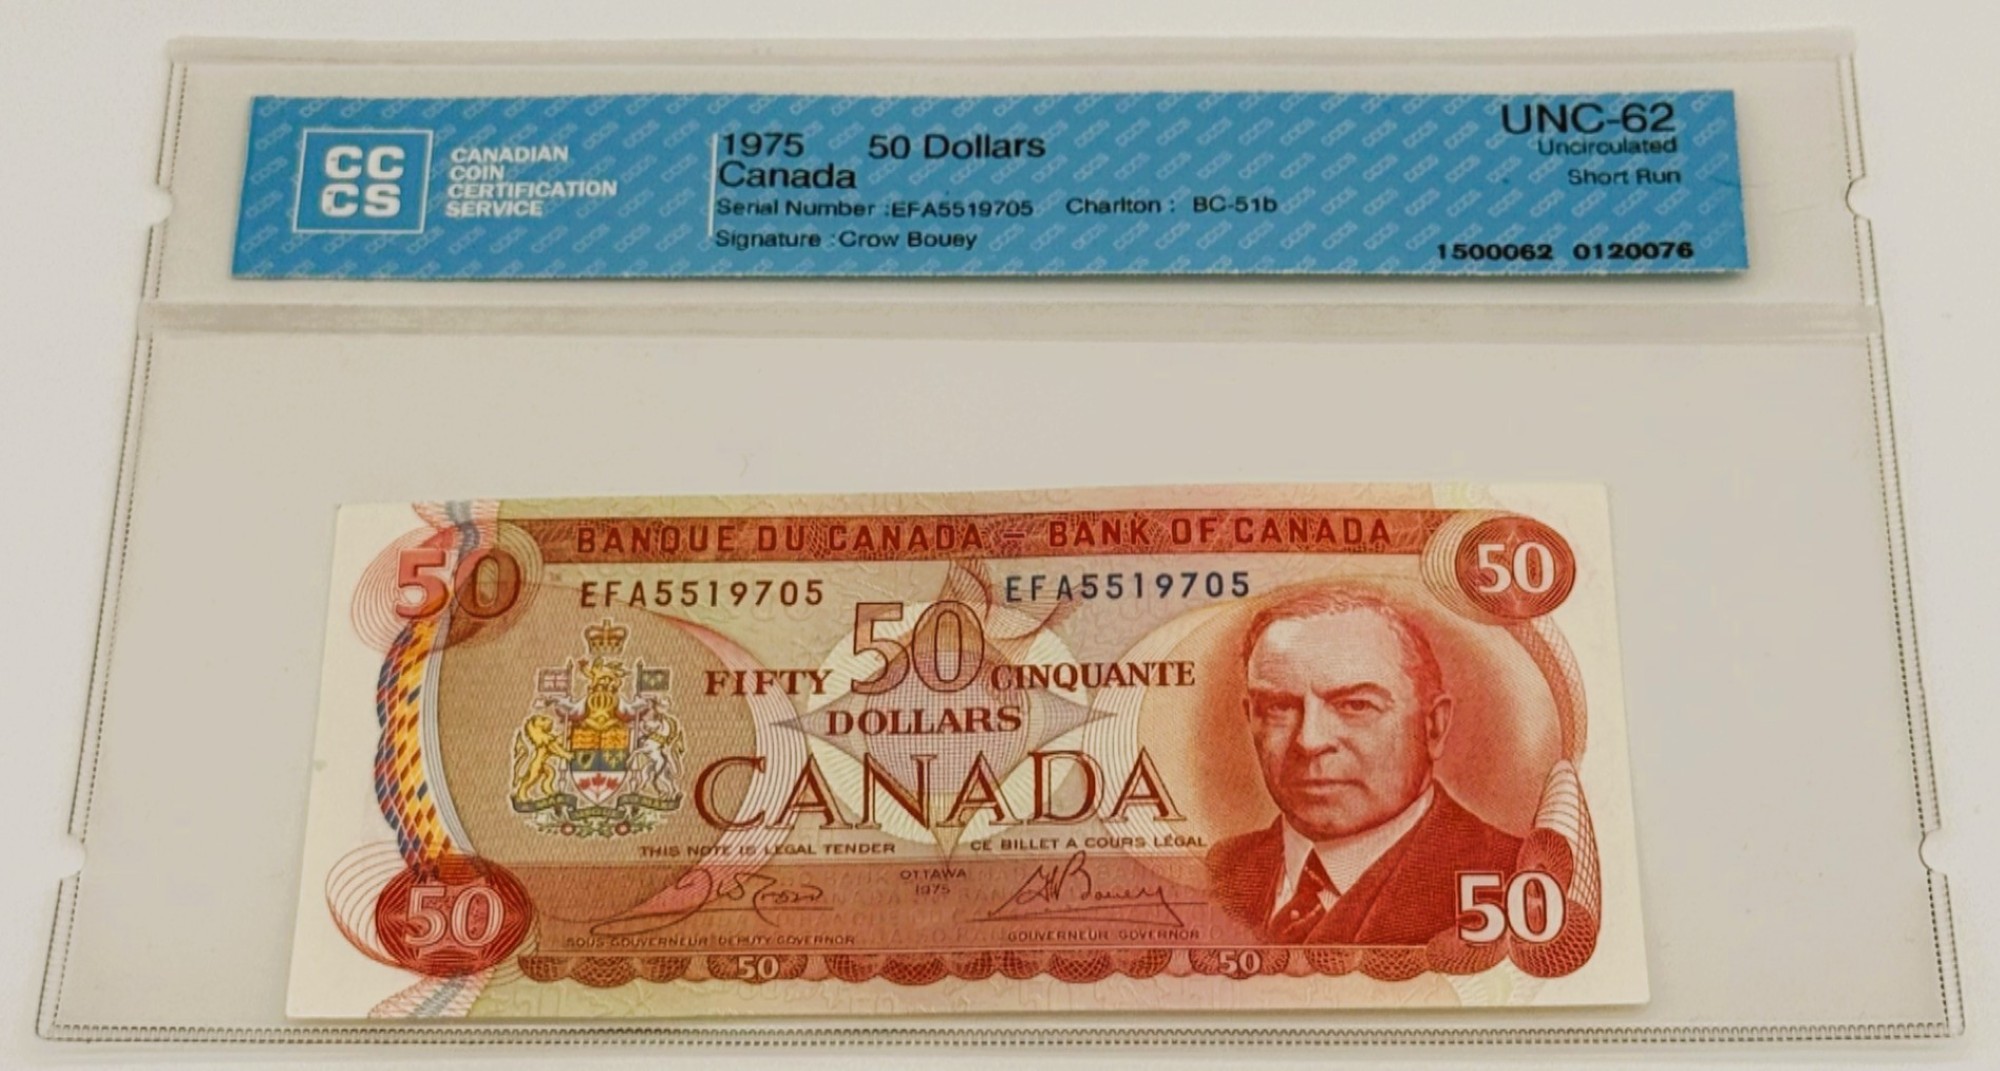 CC
CS
CANADIAN
COIN
CERTIFICATION
SERVICE
1975 50 Dollars
Canada
Serial Number :EFA5519705 Charlton : BC-51b
Signature :Crow Bouey
UNC-62
Uncirculated
Short Run
1500062 0120076
BANQUE DU CANADA – BANK OF CANADA
50
50
EFA5519705 EFA5519705
50
FIFTY CINQUANTE
DOLLARS
CANADA
THIS NOTE IS LEGAL TENDER CE BILLET A COURS LÉGAL
OTTAWA
1975
50
50
SOUS-GOUVERNEUR DEPUTY GOVERNOR GOUVERNEUR GOVERNOR
50 50